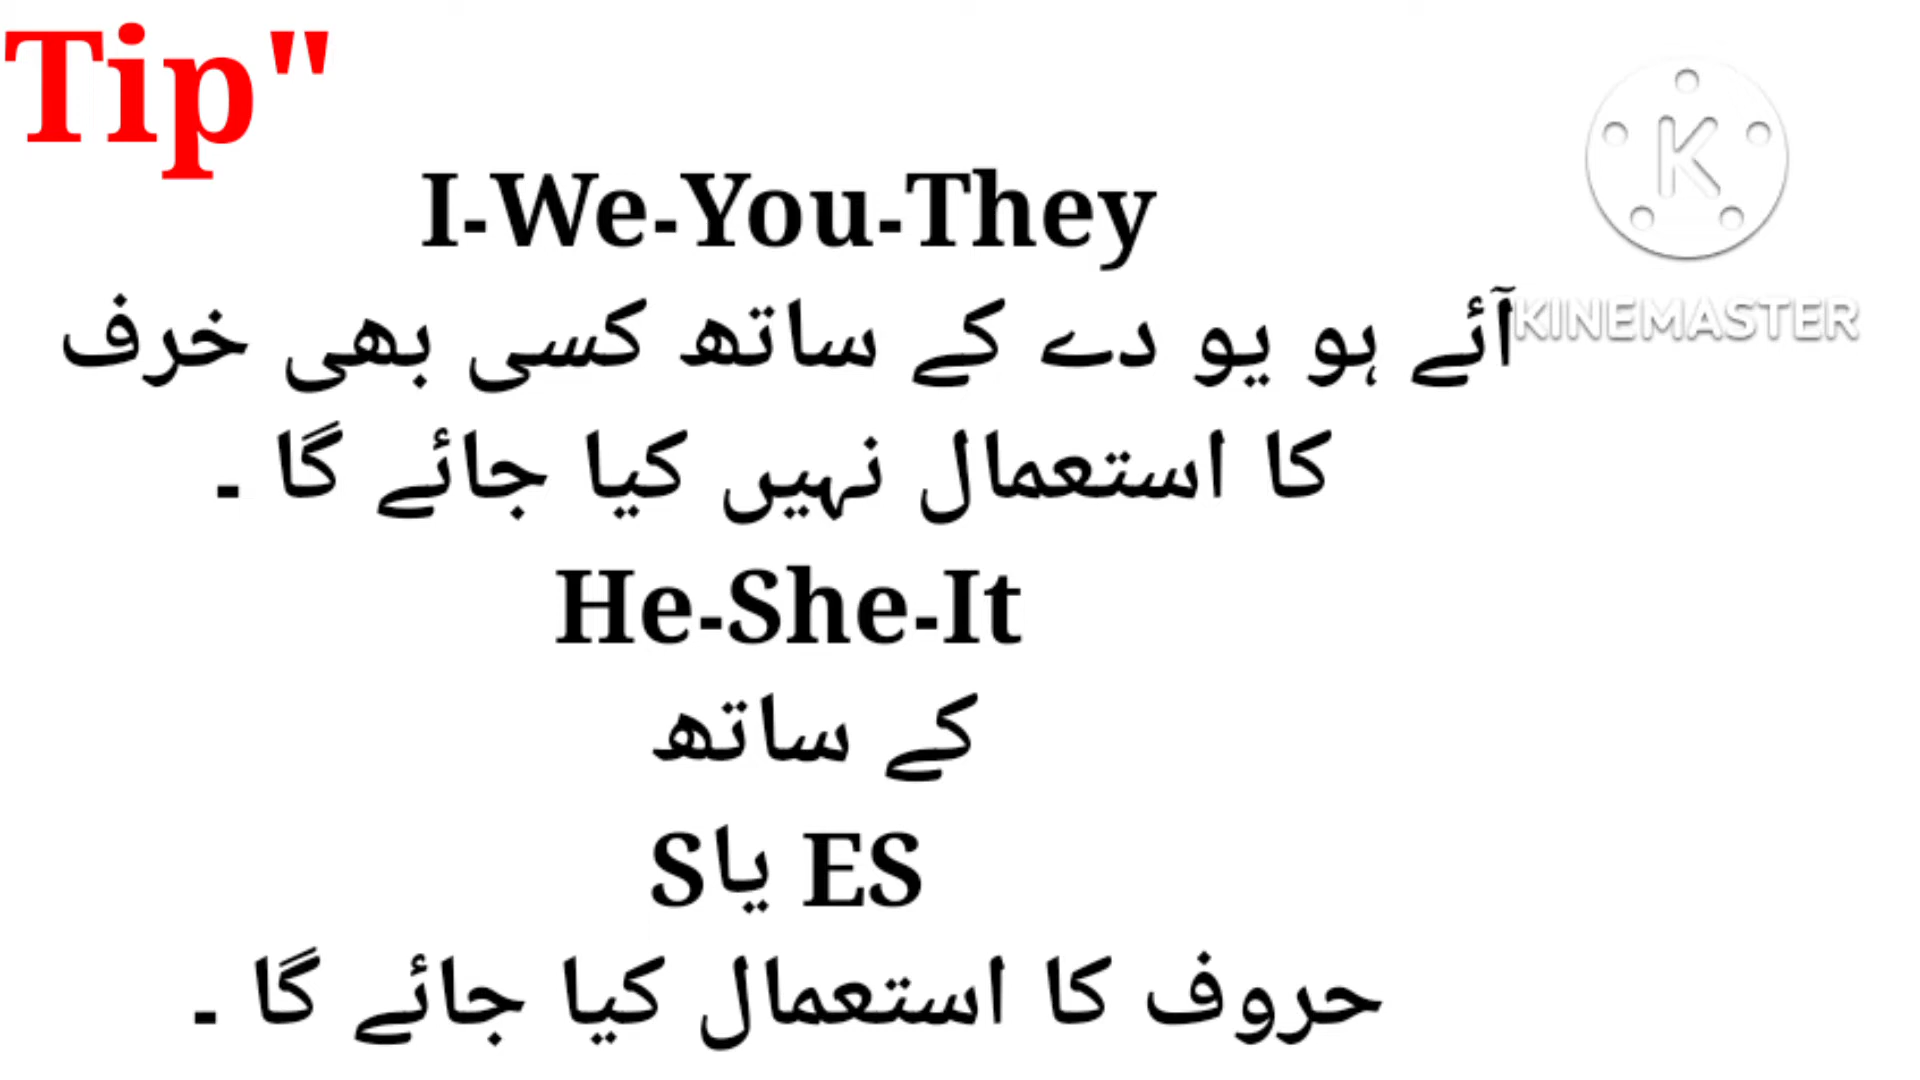 Tip"
I-We-You-They
آئے ہو یو دے کے ساتھ کسی بھی خرف
کا استعمال نہیں کیا جائے گا ۔
He-She-It
کے ساتھ
ES یا S
حروف کا استعمال کیا جائے گا ۔
K
KINEMASTER